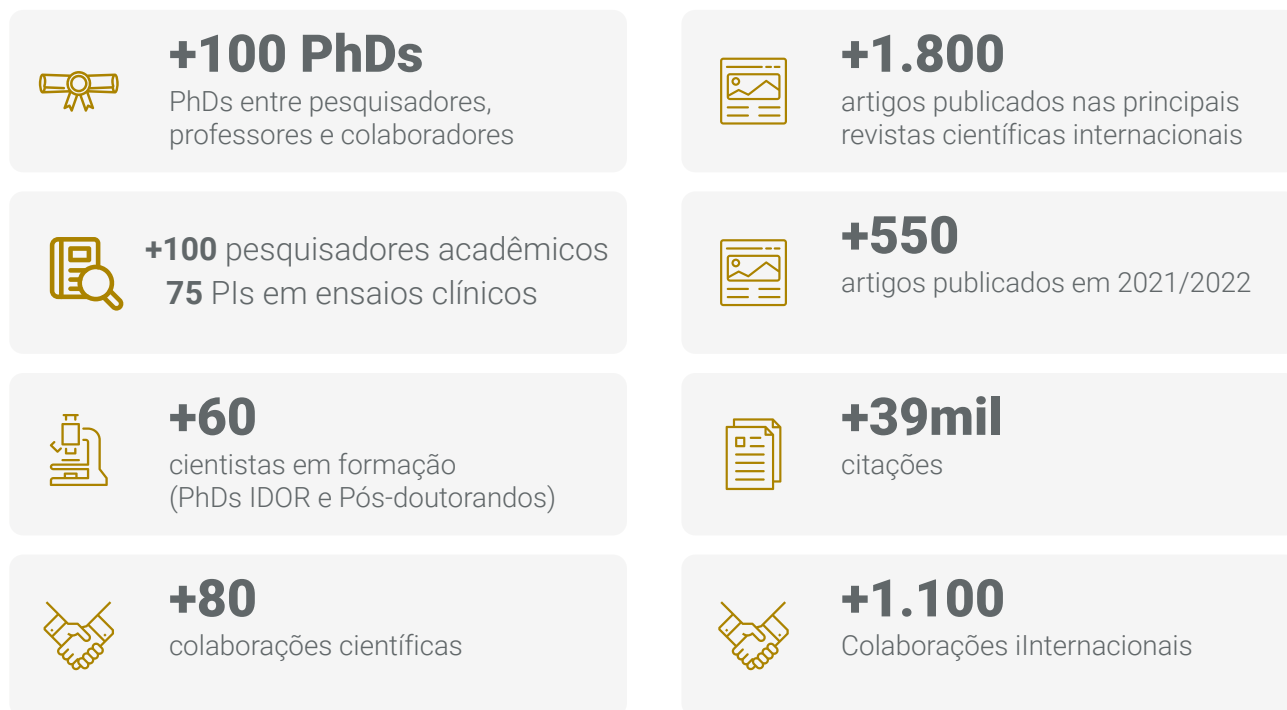 +100 PhDs
PhDs entre pesquisadores,
professores e colaboradores
+1.800
artigos publicados nas principais
revistas científicas internacionais
+100 pesquisadores acadêmicos
75 PIs em ensaios clínicos
+550
artigos publicados em 2021/2022
+60
cientistas em formação
(PhDs IDOR e Pós-doutorandos)
+39mil
citações
+80
colaborações científicas
+1.100
Colaborações iInternacionais